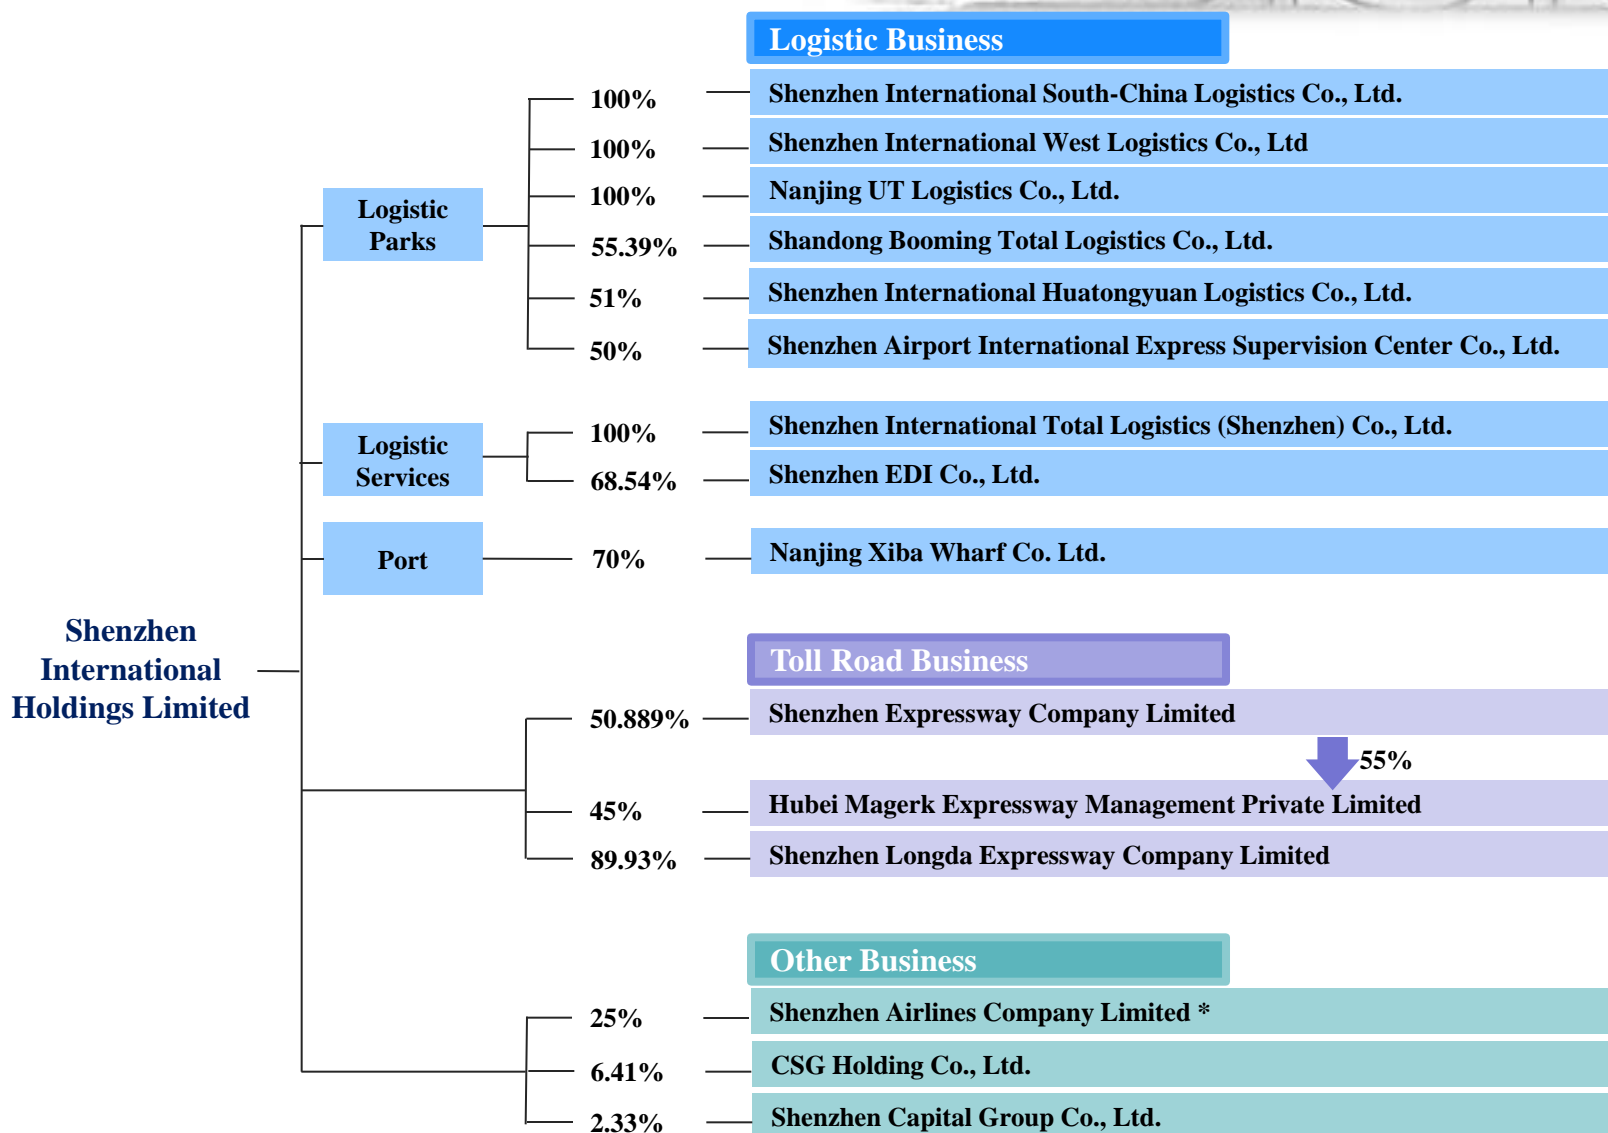 Logistic Business
100% Shenzhen International South-China Logistics Co., Ltd.
100% Shenzhen International West Logistics Co., Ltd
100% Nanjing UT Logistics Co., Ltd.
Logistic
Parks
55.39% Shandong Booming Total Logistics Co., Ltd.
51% Shenzhen International Huatongyuan Logistics Co., Ltd.
50% Shenzhen Airport International Express Supervision Center Co., Ltd.
100% Shenzhen International Total Logistics (Shenzhen) Co., Ltd.
Logistic
Services
68.54% Shenzhen EDI Co., Ltd.
Port 70% Nanjing Xiba Wharf Co. Ltd.
Shenzhen
International
Holdings Limited
Toll Road Business
50.889% Shenzhen Expressway Company Limited
55%
45% Hubei Magerk Expressway Management Private Limited
89.93% Shenzhen Longda Expressway Company Limited
Other Business
25% Shenzhen Airlines Company Limited *
6.41% CSG Holding Co., Ltd.
2.33% Shenzhen Capital Group Co., Ltd.